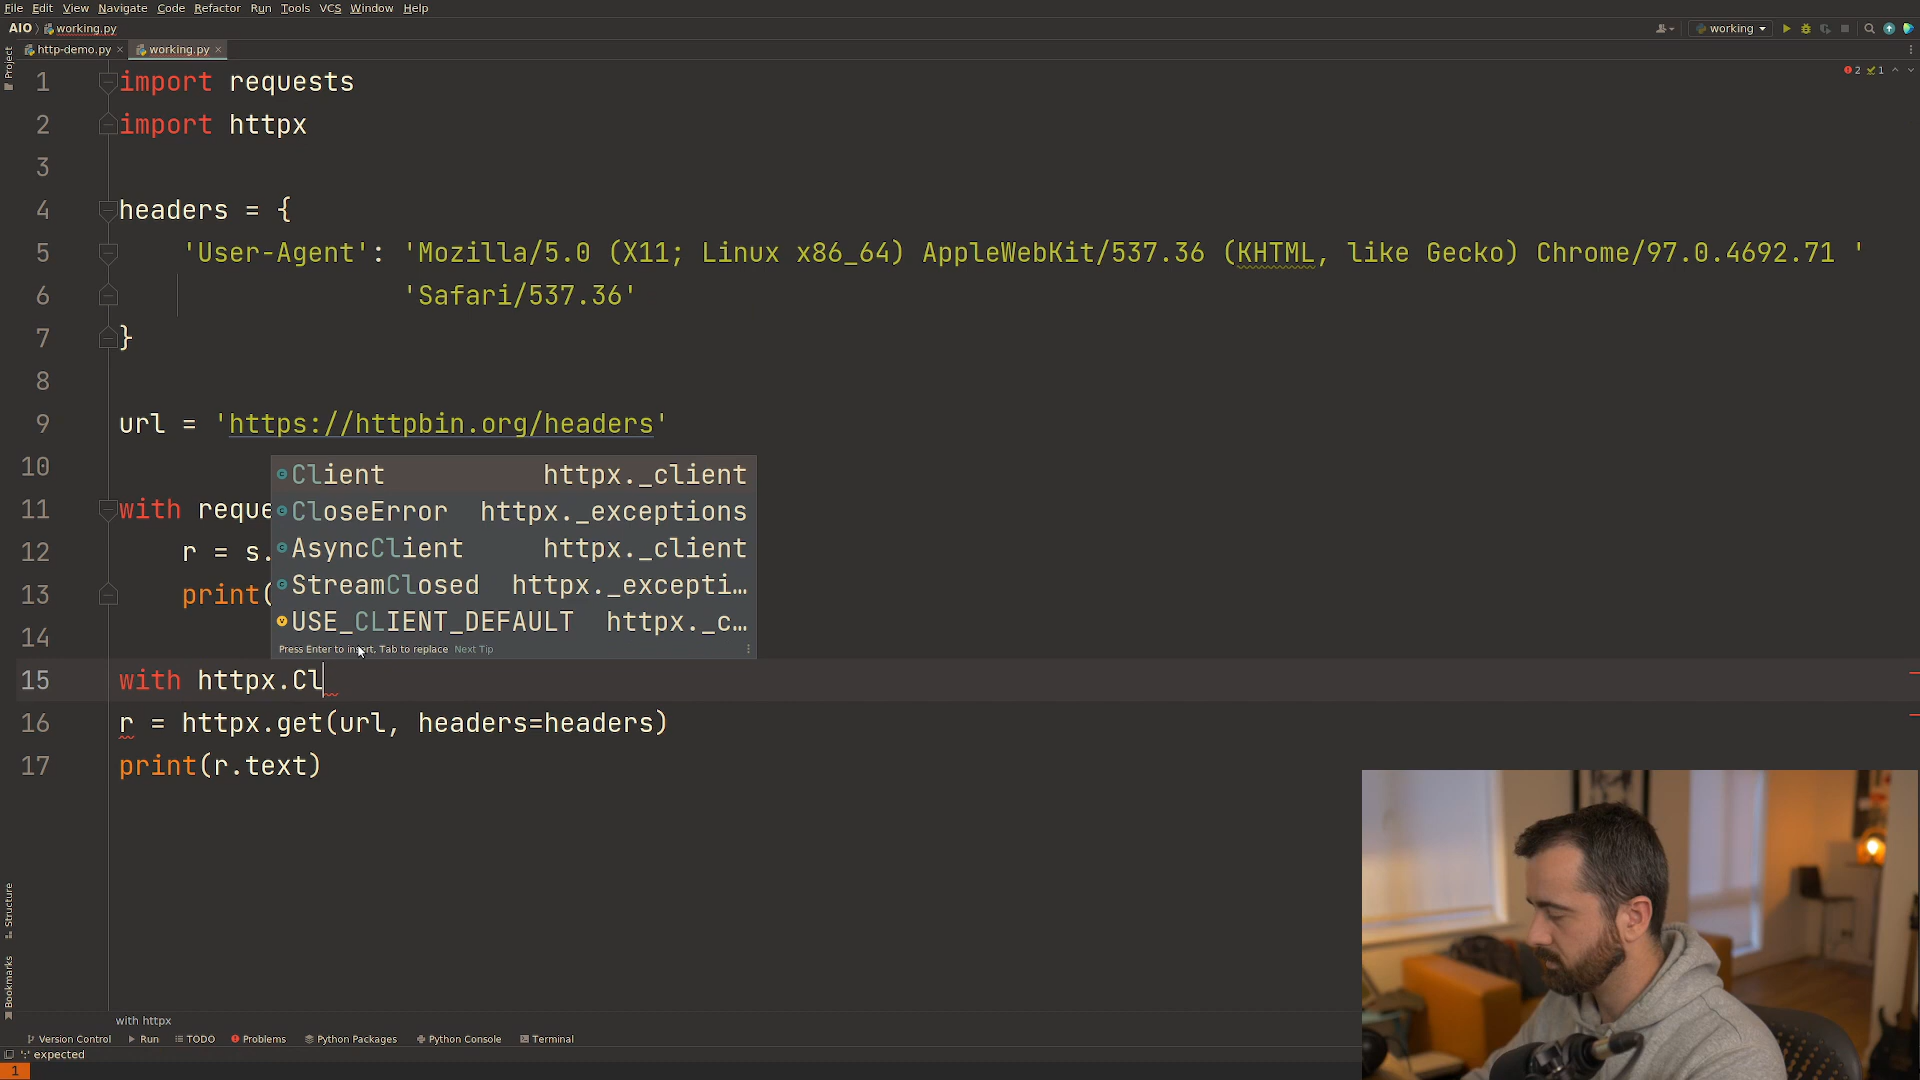 File Edit View Navigate Code Refactor Run Tools VCS Window Help
AIO working.py
working
http-demo.py working.py
Project
2 1
1 import requests
2 import httpx
3
4 headers = {
5 'User-Agent': 'Mozilla/5.0 (X11; Linux x86_64) AppleWebKit/537.36 (KHTML, like Gecko) Chrome/97.0.4692.71 '
6 'Safari/537.36'
7 }
8
9 url = 'https://httpbin.org/headers'
10
11 with reque
12 r = s.
13 print(
14
Client httpx._client
CloseError httpx._exceptions
AsyncClient httpx._client
StreamClosed httpx._excepti…
USE_CLIENT_DEFAULT httpx._c…
Press Enter to insert, Tab to replace Next Tip
15 with httpx.Cl
16 r = httpx.get(url, headers=headers)
17 print(r.text)
Structure
Bookmarks
with httpx
Version Control Run TODO Problems Python Packages Python Console Terminal
':' expected
1